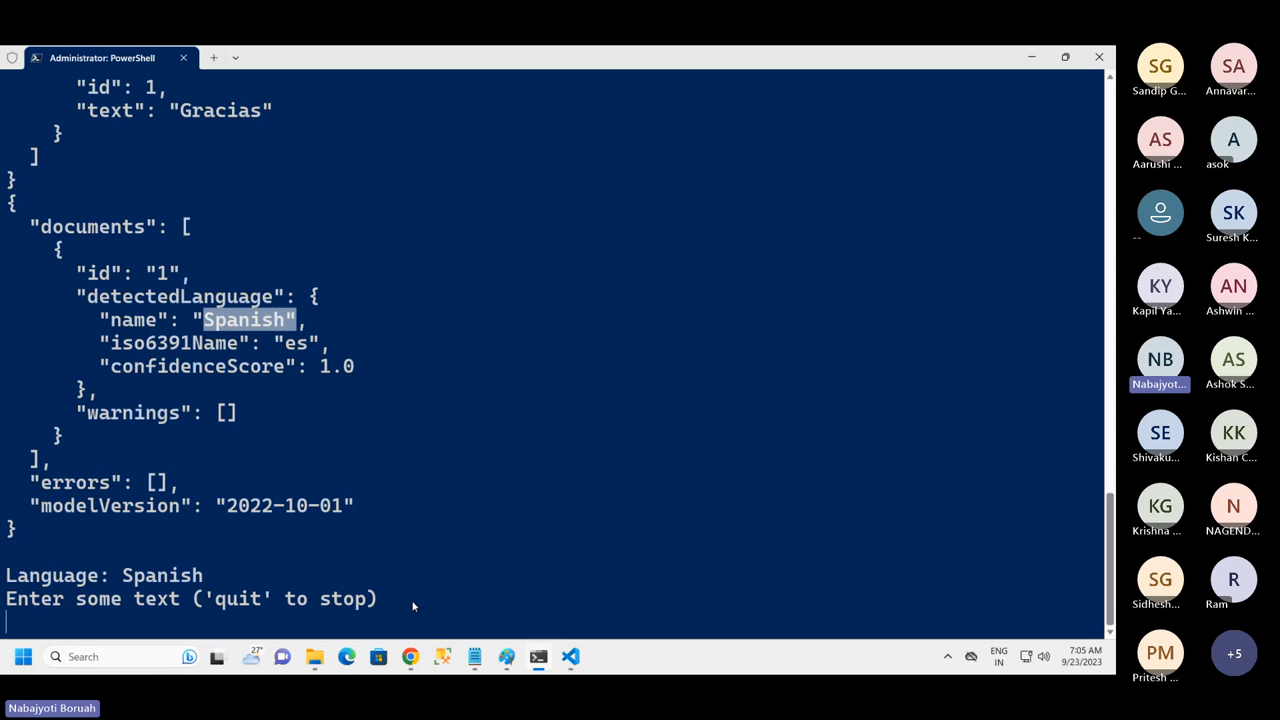 Administrator: PowerShell
"id": 1,
"text": "Gracias"
}
]
}
{
"documents": [
{
"id": "1",
"detectedLanguage": {
"name": "Spanish",
"iso6391Name": "es",
"confidenceScore": 1.0
},
"warnings": []
}
],
"errors": [],
"modelVersion": "2022-10-01"
}
Language: Spanish
Enter some text ('quit' to stop)
Search
27°
ENG
IN
7:05 AM
9/23/2023
SG
Sandip G...
SA
Annavar...
AS
Aarushi ...
A
asok
--
SK
Suresh K...
KY
Kapil Ya...
AN
Ashwin ...
NB
Nabajyot...
AS
Ashok S...
SE
Shivaku...
KK
Kishan C...
KG
Krishna ...
N
NAGEND...
SG
Sidhesh...
R
Ram
PM
Pritesh ...
+5
Nabajyoti Boruah